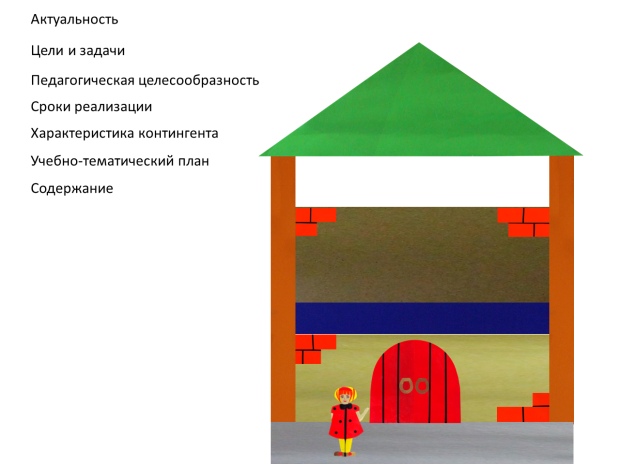 Актуальность
Цели и задачи
Педагогическая целесообразность
Сроки реализации
Характеристика контингента
Учебно-тематический план
Содержание